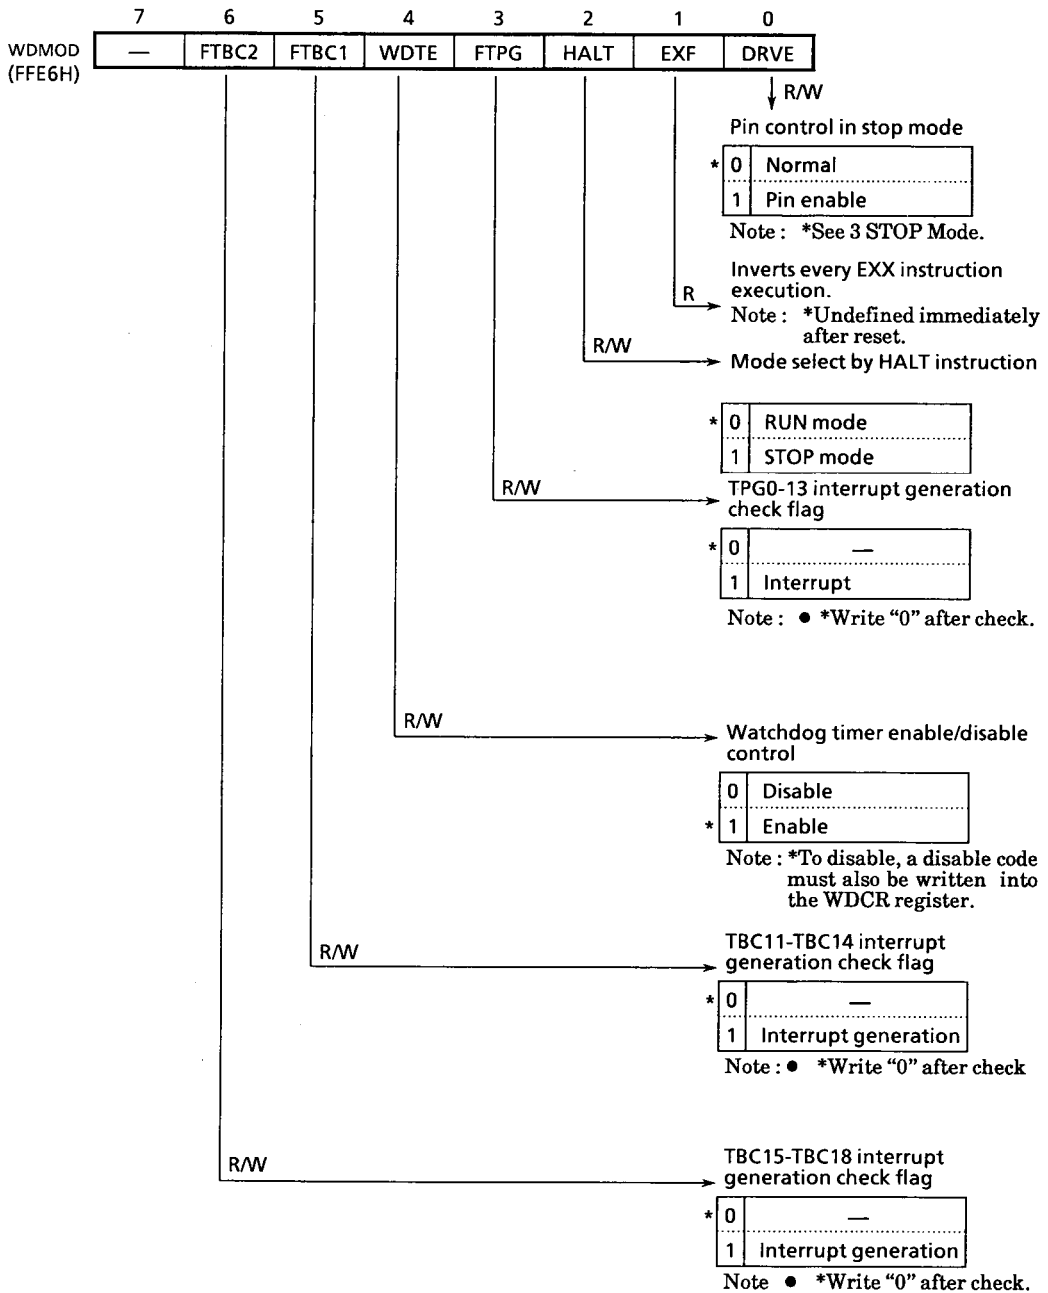 7 6 5 4 3 2 1 0
WDMOD (FFE6H) — FTBC2 FTBC1 WDTE FTPG HALT EXF DRVE
R/W
Pin control in stop mode
* 0 Normal
1 Pin enable
Note : *See 3 STOP Mode.
R
Inverts every EXX instruction
execution.
Note : *Undefined immediately
after reset.
R/W
Mode select by HALT instruction
* 0 RUN mode
1 STOP mode
R/W
TPG0-13 interrupt generation
check flag
* 0 —
1 Interrupt
Note : ● *Write “0” after check.
R/W
Watchdog timer enable/disable
control
0 Disable
* 1 Enable
Note : *To disable, a disable code
must also be written into
the WDCR register.
R/W
TBC11-TBC14 interrupt
generation check flag
* 0 —
1 Interrupt generation
Note : ● *Write “0” after check
R/W
TBC15-TBC18 interrupt
generation check flag
* 0 —
1 Interrupt generation
Note ● *Write “0” after check.